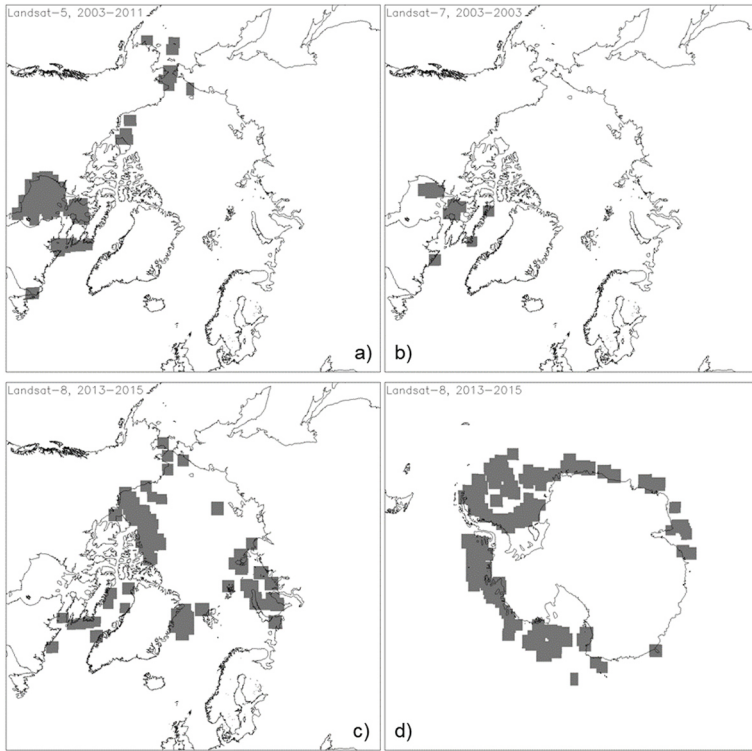 Landsat-5, 2003-2011
a)
Landsat-7, 2003-2003
b)
Landsat-8, 2013-2015
c)
Landsat-8, 2013-2015
d)